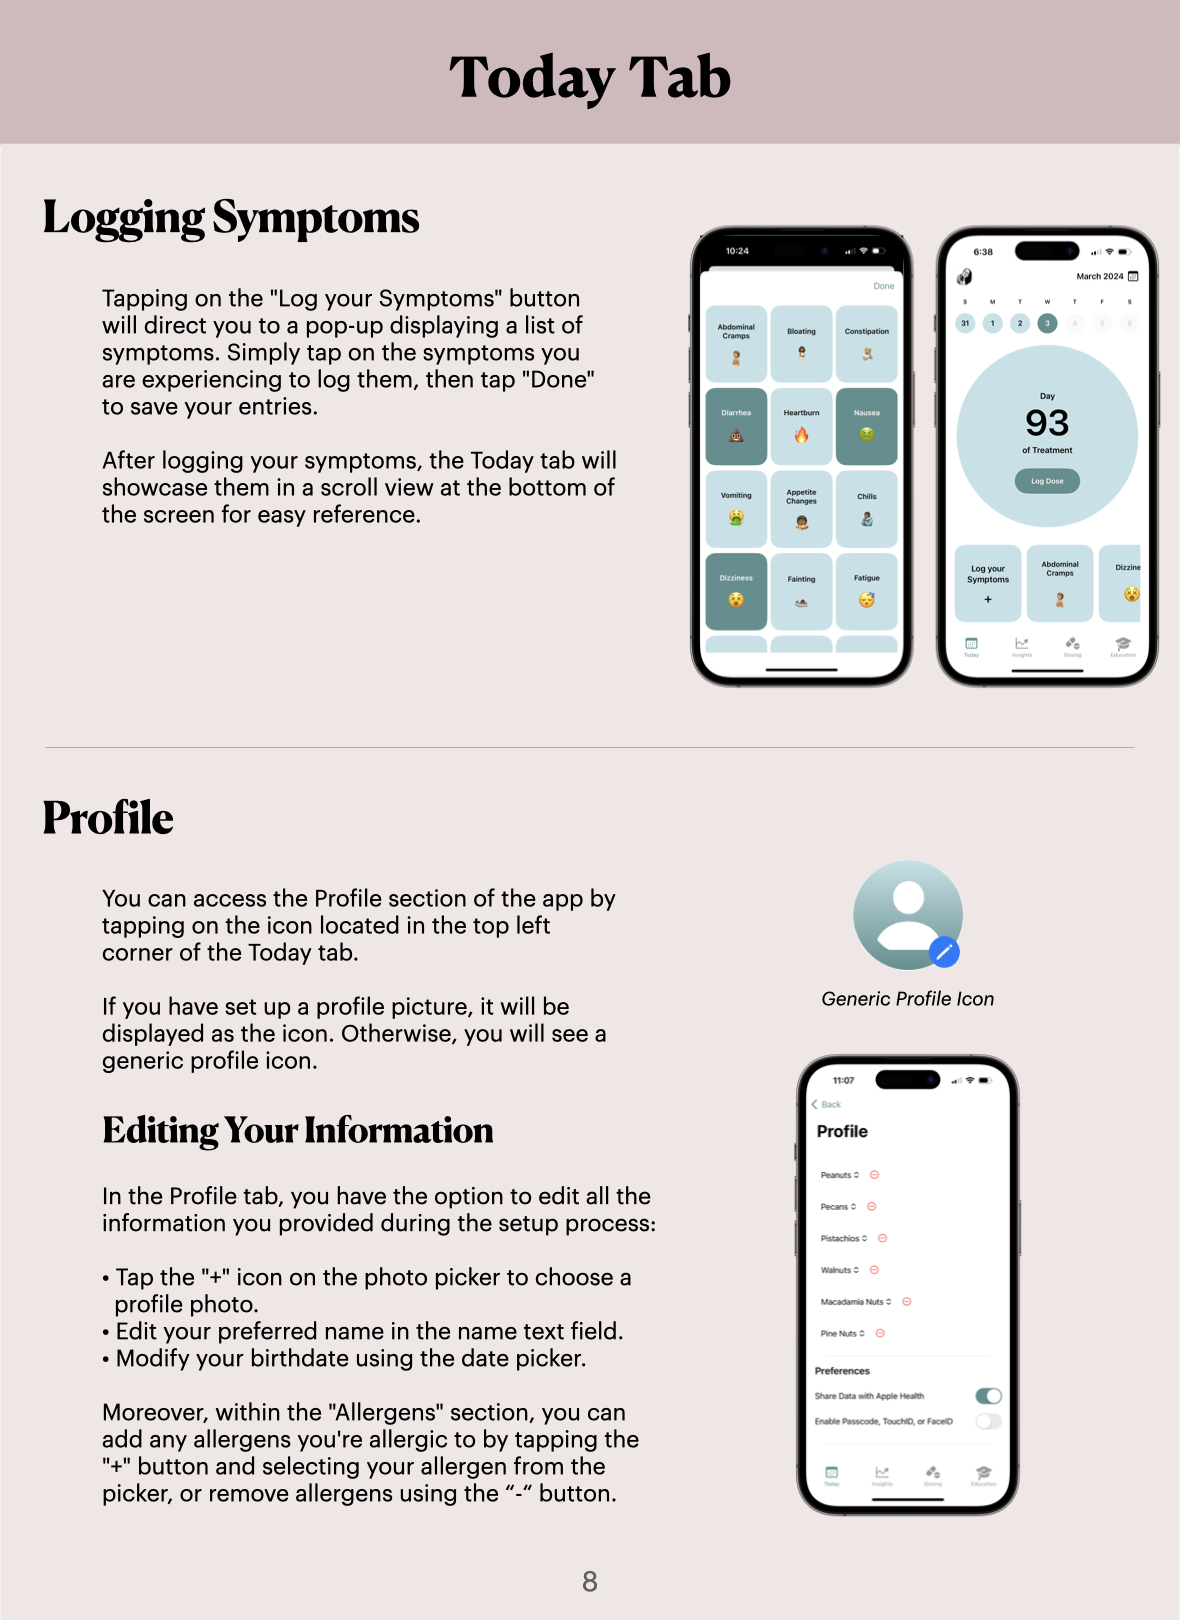 Today Tab
Logging Symptoms
Tapping on the "Log your Symptoms" button
will direct you to a pop-up displaying a list of
symptoms. Simply tap on the symptoms you
are experiencing to log them, then tap "Done"
to save your entries.
After logging your symptoms, the Today tab will
showcase them in a scroll view at the bottom of
the screen for easy reference.
10:24
Done
Abdominal
Cramps
Bloating
Constipation
Diarrhea
Heartburn
Nausea
Vomiting
Appetite
Changes
Chills
Dizziness
Fainting
Fatigue
6:38
March 2024
S M T W T F S
31 1 2 3 4 5 6
Day
93
of Treatment
Log Dose
Log your
Symptoms
+
Abdominal
Cramps
Dizzine
Today Insights Dosing Education
Profile
You can access the Profile section of the app by
tapping on the icon located in the top left
corner of the Today tab.
If you have set up a profile picture, it will be
displayed as the icon. Otherwise, you will see a
generic profile icon.
Generic Profile Icon
Editing Your Information
In the Profile tab, you have the option to edit all the
information you provided during the setup process:
• Tap the "+" icon on the photo picker to choose a
profile photo.
• Edit your preferred name in the name text field.
• Modify your birthdate using the date picker.
Moreover, within the "Allergens" section, you can
add any allergens you're allergic to by tapping the
"+" button and selecting your allergen from the
picker, or remove allergens using the “-“ button.
11:07
Back
Profile
Peanuts
Pecans
Pistachios
Walnuts
Macadamia Nuts
Pine Nuts
Preferences
Share Data with Apple Health
Enable Passcode, TouchID, or FaceID
Today Insights Dosing Education
8